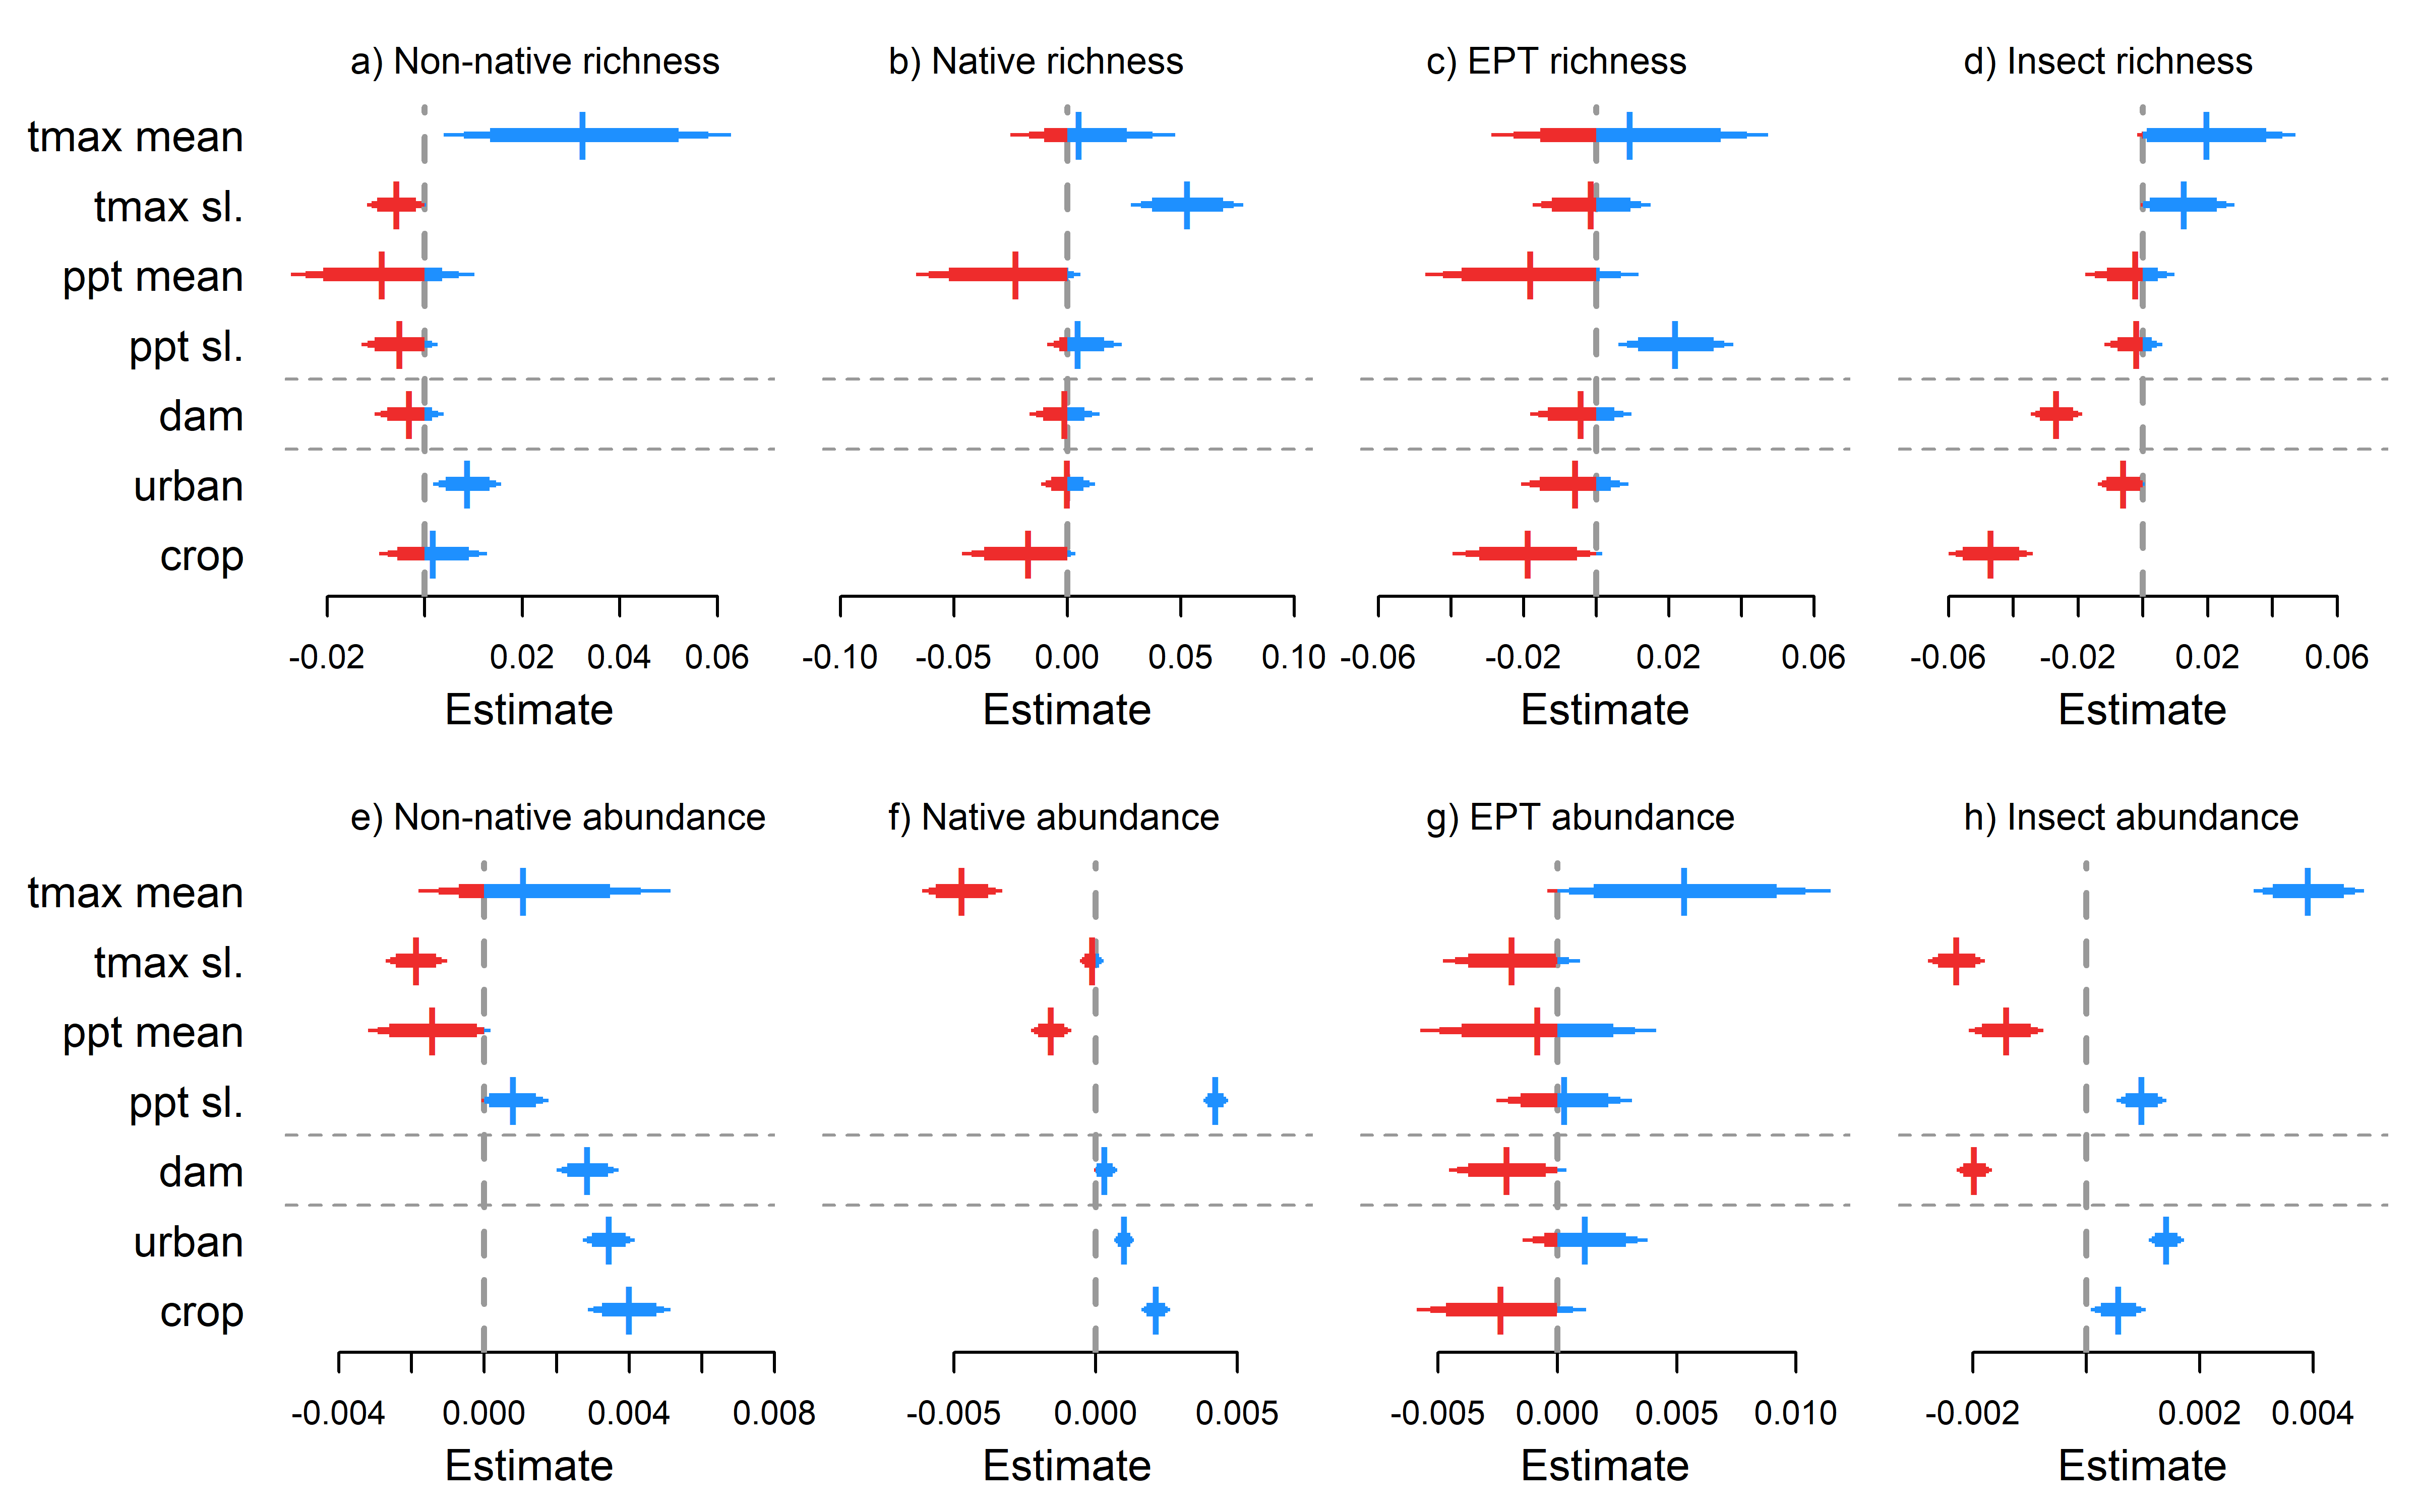 a) Non-native richness b) Native richness c) EPT richness d) Insect richness
tmax mean
tmax sl.
ppt mean
ppt sl.
dam
urban
crop
-0.02 0.02 0.04 0.06 -0.10 -0.05 0.00 0.05 0.10 -0.06 -0.02 0.02 0.06 -0.06 -0.02 0.02 0.06
Estimate Estimate Estimate Estimate
e) Non-native abundance f) Native abundance g) EPT abundance h) Insect abundance
tmax mean
tmax sl.
ppt mean
ppt sl.
dam
urban
crop
-0.004 0.000 0.004 0.008 -0.005 0.000 0.005 -0.005 0.000 0.005 0.010 -0.002 0.002 0.004
Estimate Estimate Estimate Estimate